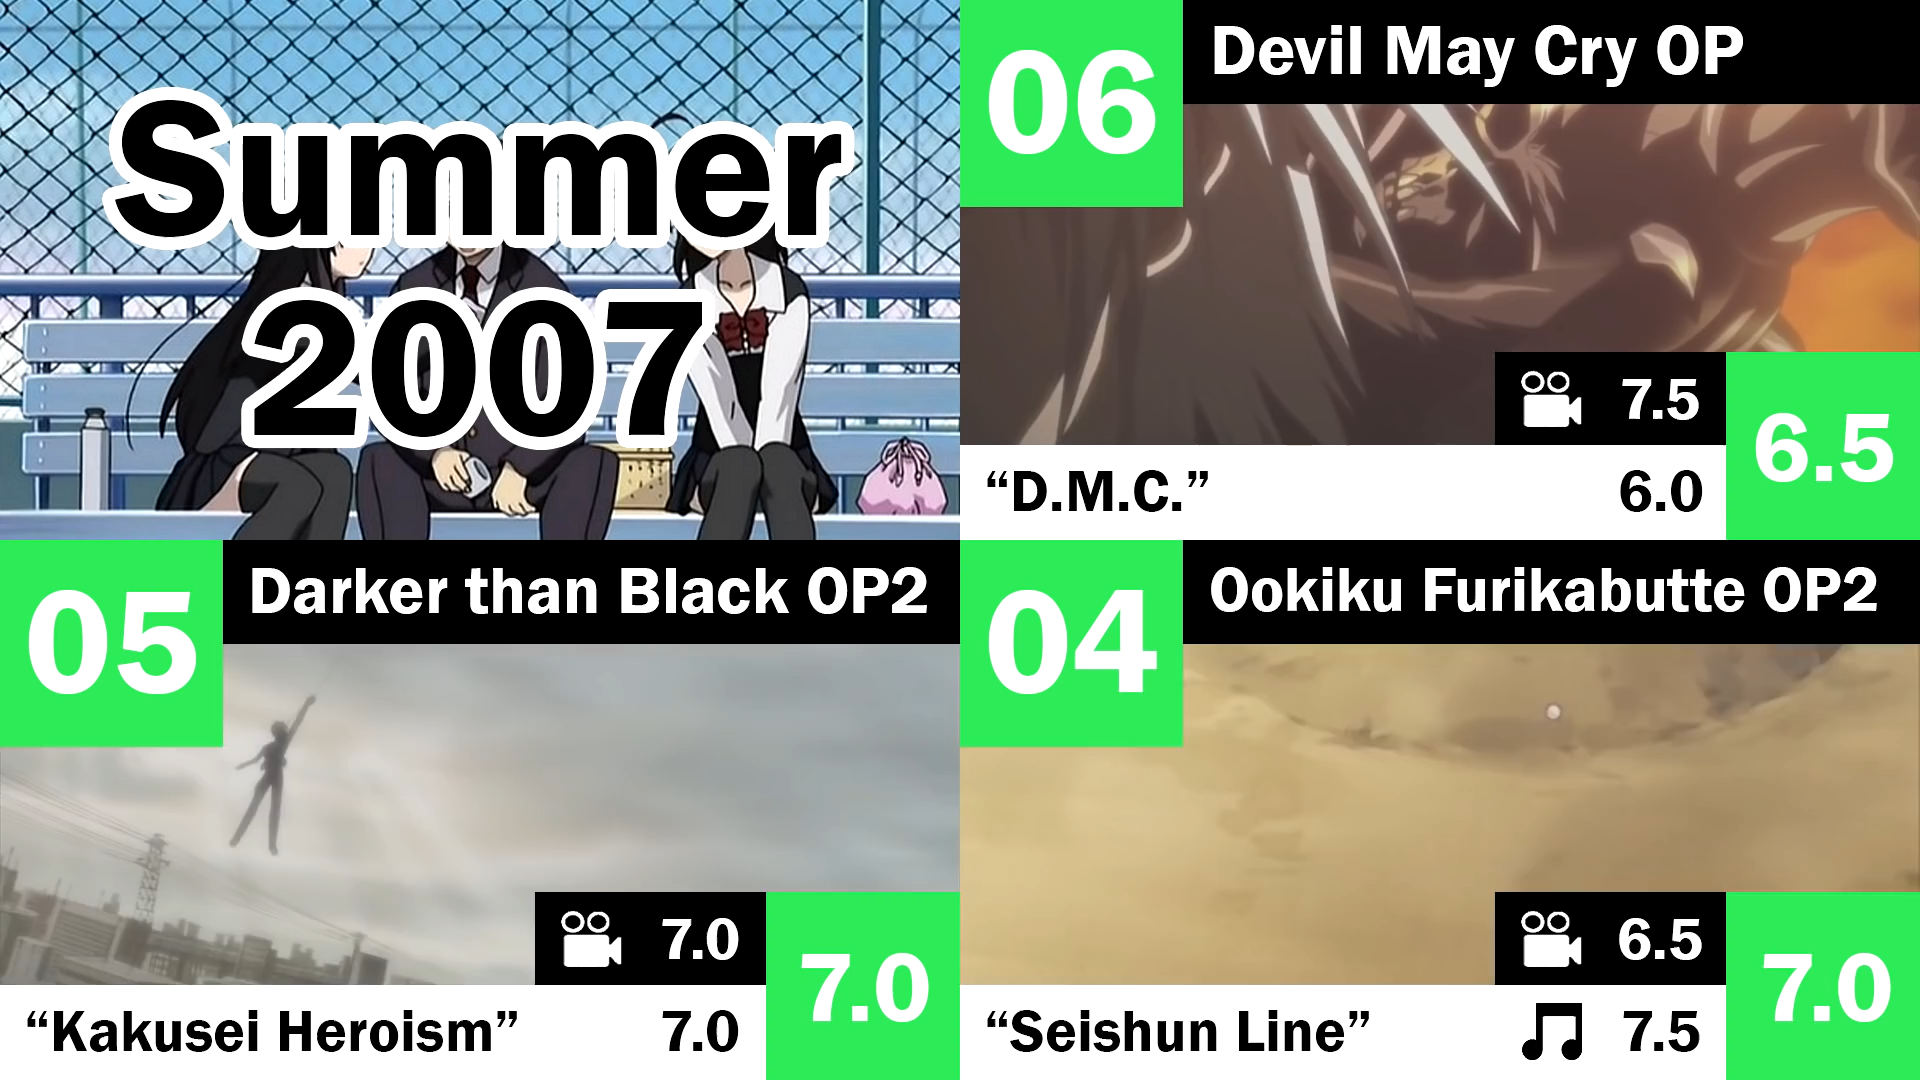 Summer
2007
06
Devil May Cry OP
7.5
“D.M.C.”
6.0
6.5
05
Darker than Black OP2
7.0
“Kakusei Heroism”
7.0
7.0
04
Ookiku Furikabutte OP2
6.5
“Seishun Line”
7.5
7.0